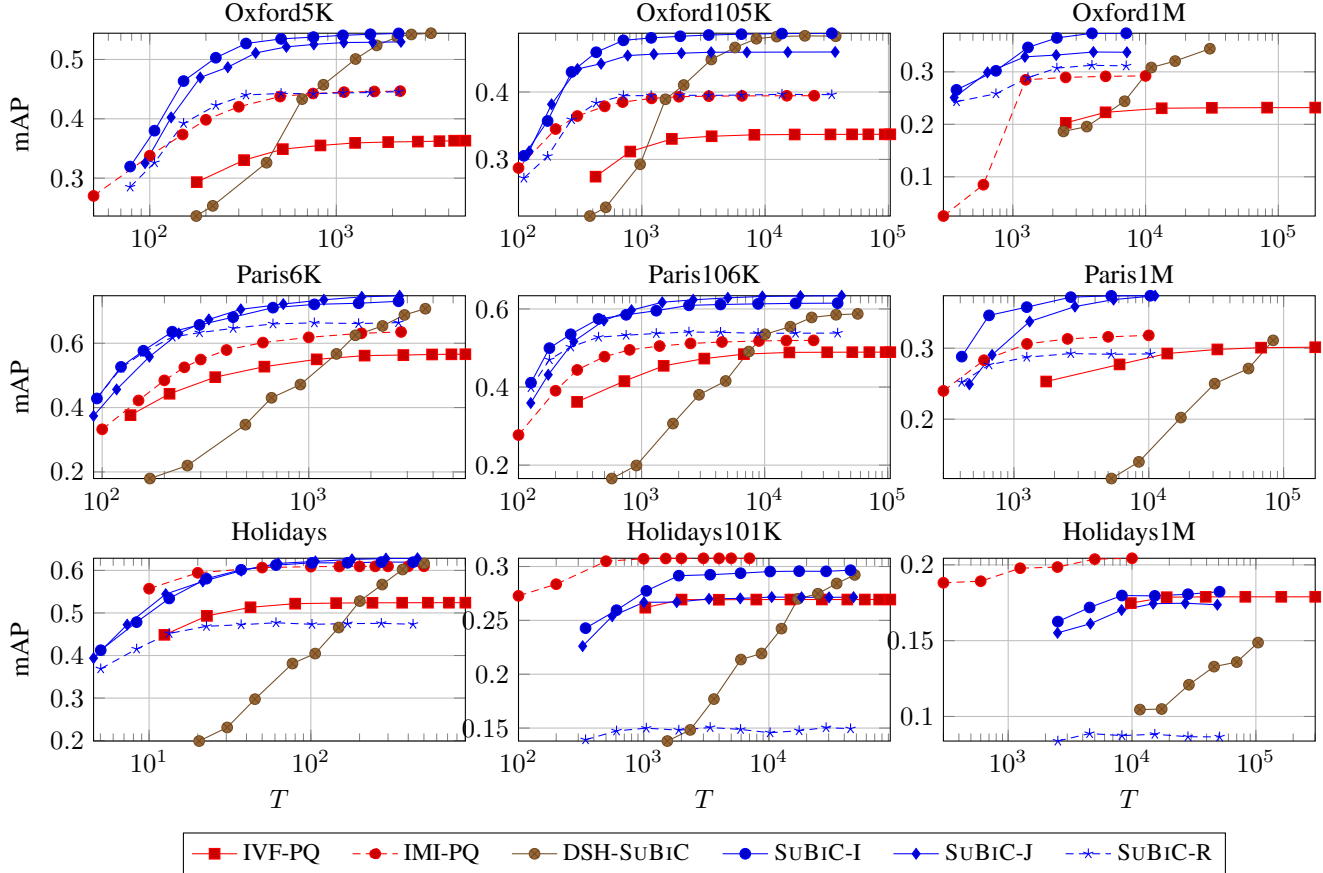 Oxford5K Oxford105K Oxford1M
mAP
0.5
0.4
0.3
10^2 10^3
0.4
0.3
10^2 10^3 10^4 10^5
0.3
0.2
0.1
10^3 10^4 10^5
Paris6K Paris106K Paris1M
mAP
0.6
0.4
0.2
10^2 10^3
0.6
0.4
0.2
10^2 10^3 10^4 10^5
0.3
0.2
10^3 10^4 10^5
Holidays Holidays101K Holidays1M
mAP
0.6
0.5
0.4
0.3
0.2
10^1 10^2
0.3
0.25
0.2
0.15
10^2 10^3 10^4
0.2
0.15
0.1
10^3 10^4 10^5
T T T
IVF-PQ IMI-PQ DSH-SUBIC SUBIC-I SUBIC-J SUBIC-R